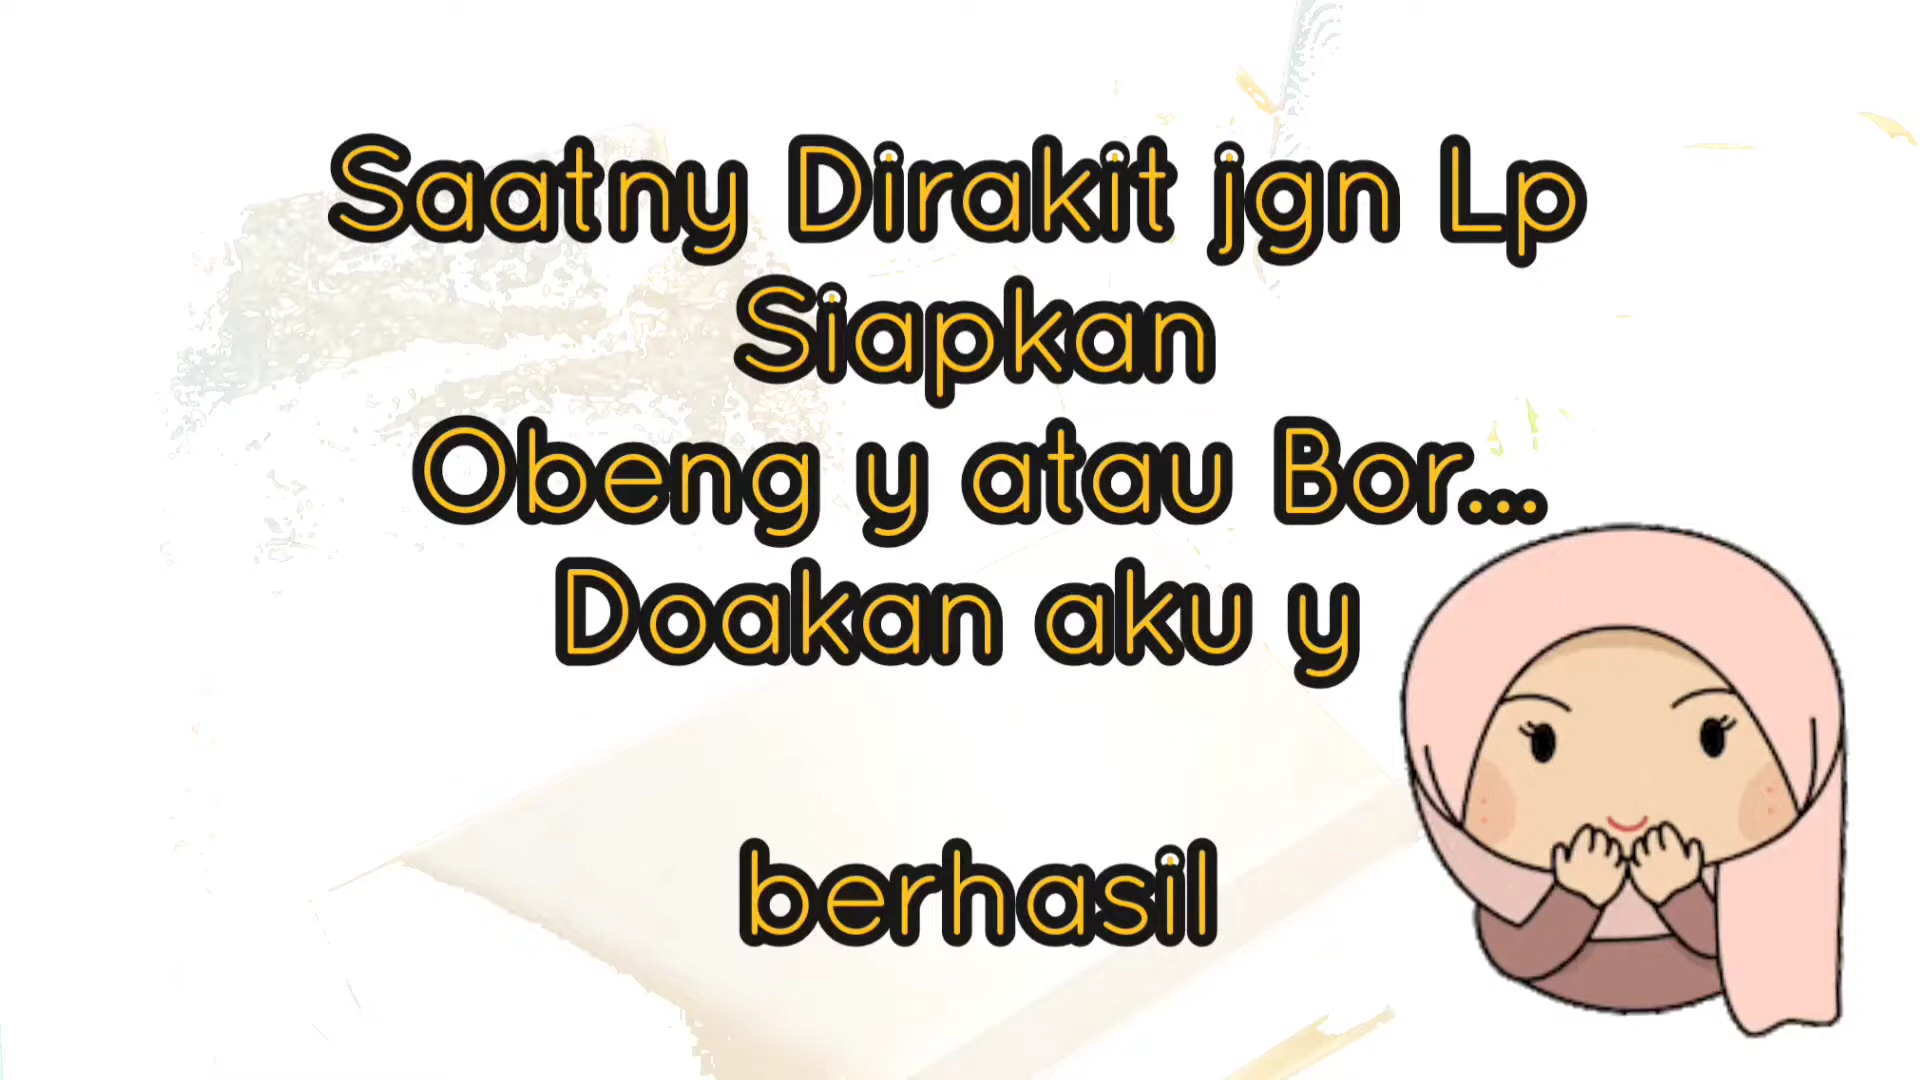 Saatny Dirakit jgn Lp
Siapkan
Obeng y atau Bor...
Doakan aku y
berhasil